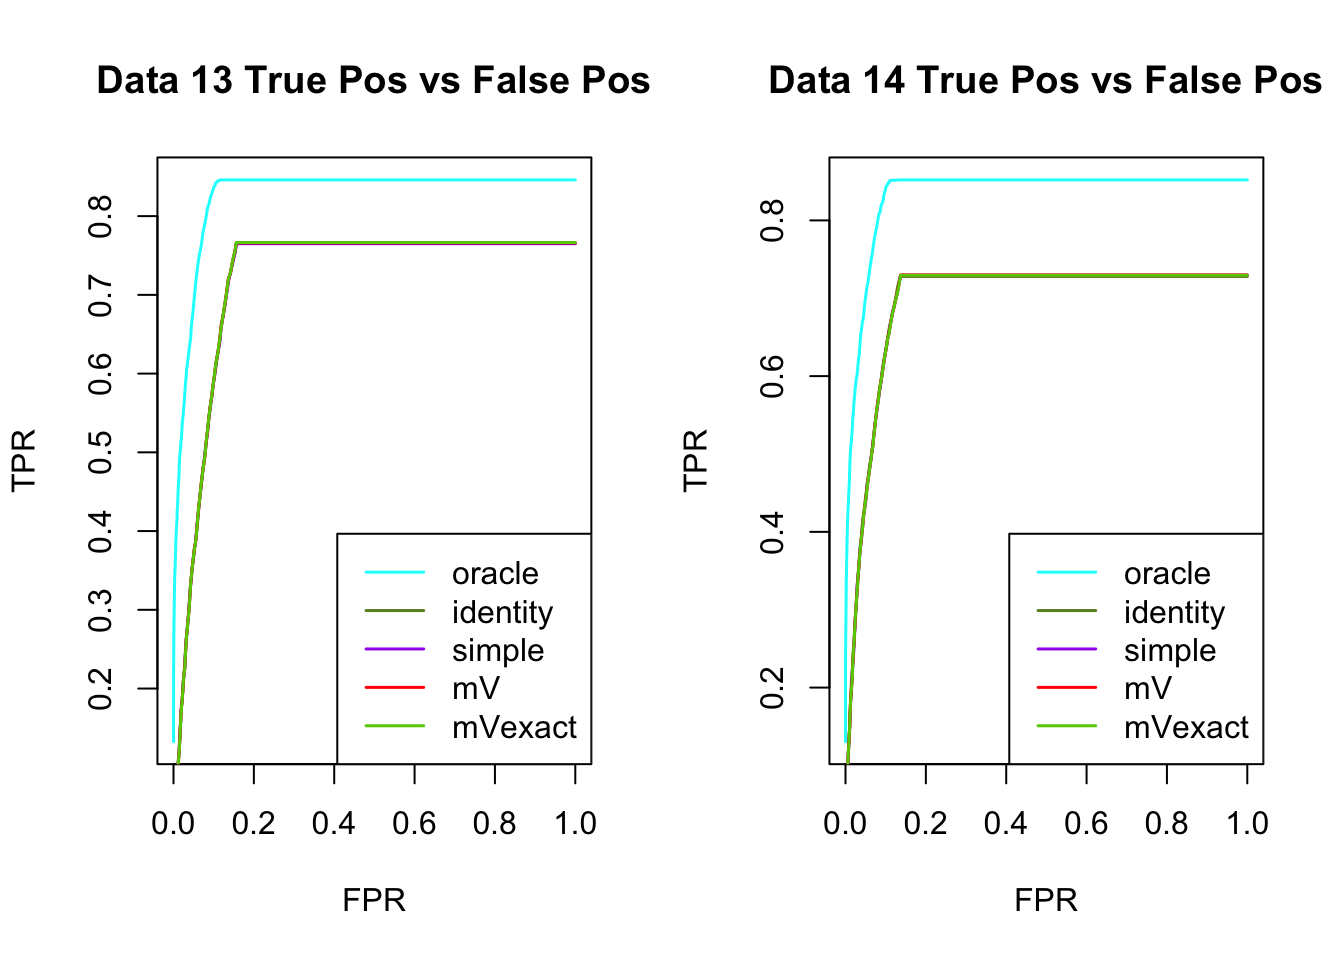 Data 13 True Pos vs False Pos
TPR
0.8
0.7
0.6
0.5
0.4
0.3
0.2
oracle
identity
simple
mV
mVexact
0.0 0.2 0.4 0.6 0.8 1.0
FPR
Data 14 True Pos vs False Pos
TPR
0.8
0.6
0.4
0.2
oracle
identity
simple
mV
mVexact
0.0 0.2 0.4 0.6 0.8 1.0
FPR